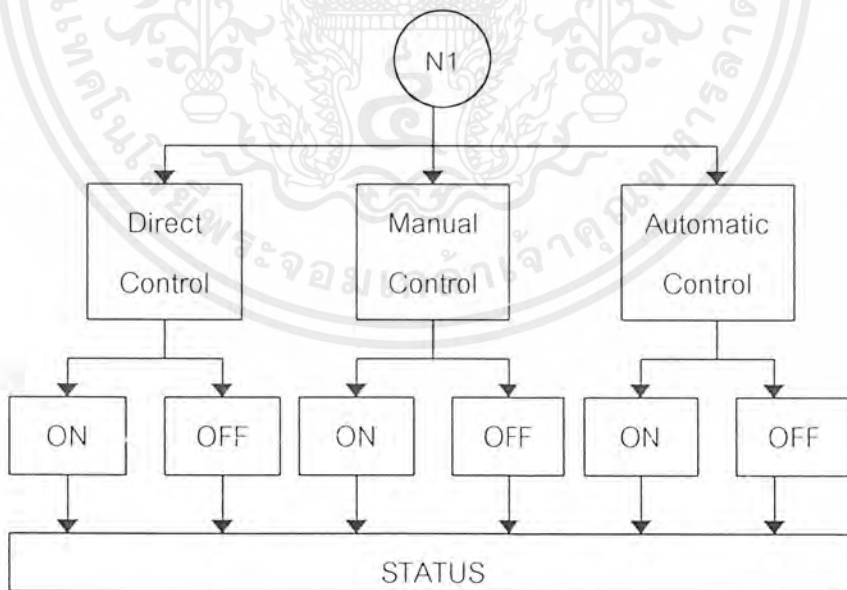 N1
Direct
Control
Manual
Control
Automatic
Control
ON
OFF
ON
OFF
ON
OFF
STATUS